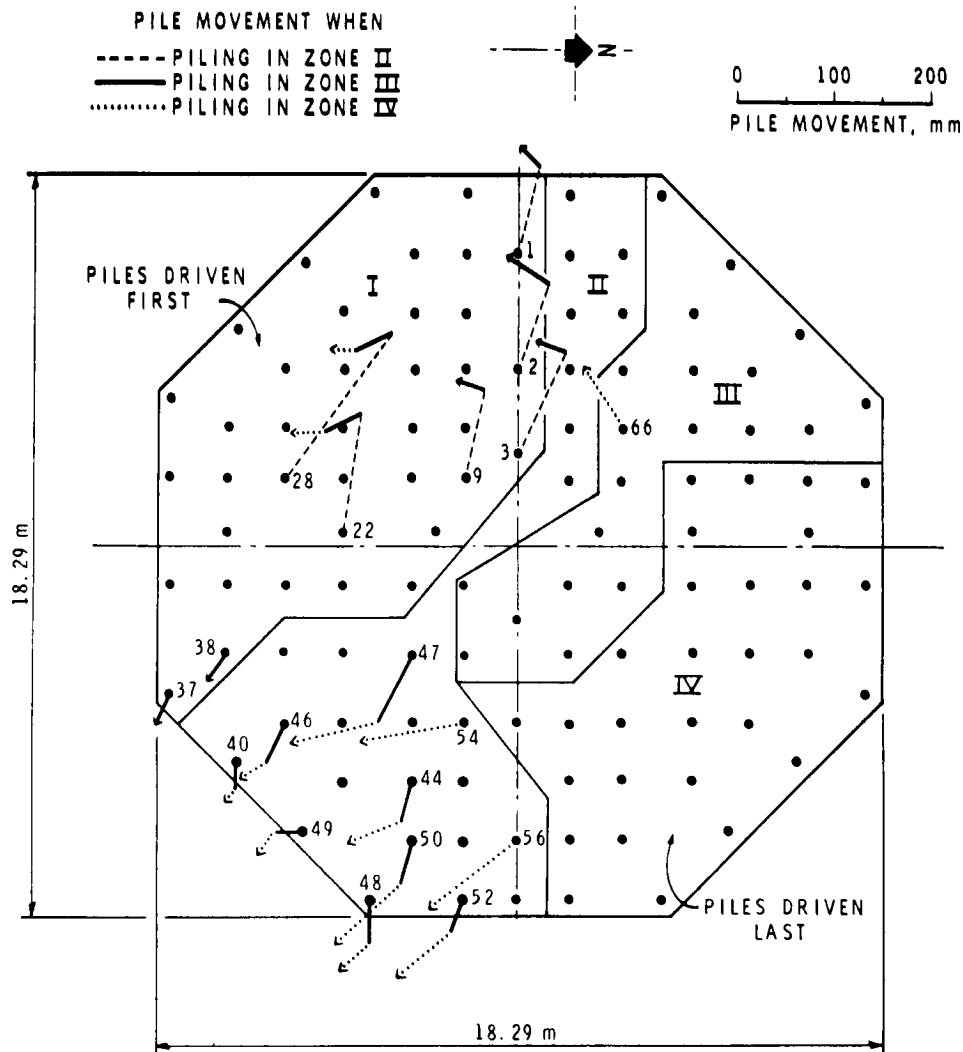 PILE MOVEMENT WHEN
PILING IN ZONE II
PILING IN ZONE III
PILING IN ZONE IV
N
0 100 200
PILE MOVEMENT, mm
PILES DRIVEN
FIRST
I
II
III
IV
1
2
3
66
28
9
22
18.29 m
38
47
37
46
54
40
44
49
50
56
48
52
PILES DRIVEN
LAST
18.29 m